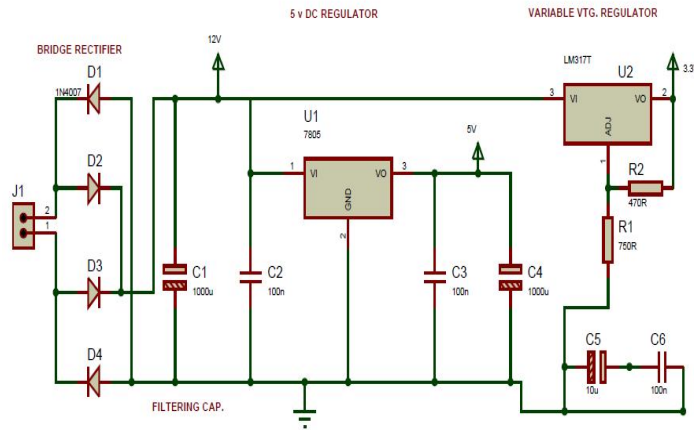 5 v DC REGULATOR
VARIABLE VTG. REGULATOR
BRIDGE RECTIFIER
12V
LM317T
U2
3.3
D1
1N4007
3
VI
VO
2
ADJ
1
U1
7805
5V
D2
1
VI
VO
3
GND
2
R2
470R
J1
2
1
R1
750R
D3
C1
1000u
C2
100n
C3
100n
C4
1000u
D4
C5
10u
C6
100n
FILTERING CAP.